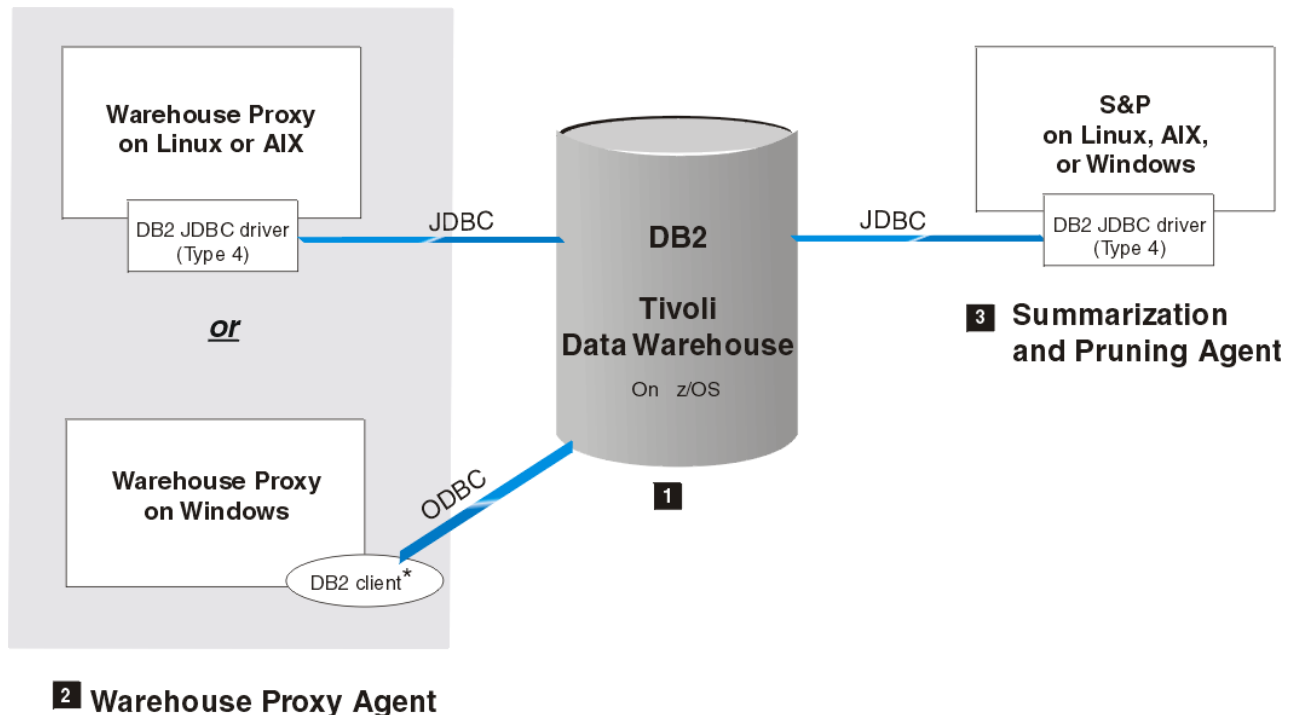 Warehouse Proxy
on Linux or AIX
DB2 JDBC driver
(Type 4)
JDBC
or
Warehouse Proxy
on Windows
DB2 client*
ODBC
2 Warehouse Proxy Agent
DB2
Tivoli
Data Warehouse
On z/OS
1
JDBC
S&P
on Linux, AIX,
or Windows
DB2 JDBC driver
(Type 4)
3 Summarization
and Pruning Agent